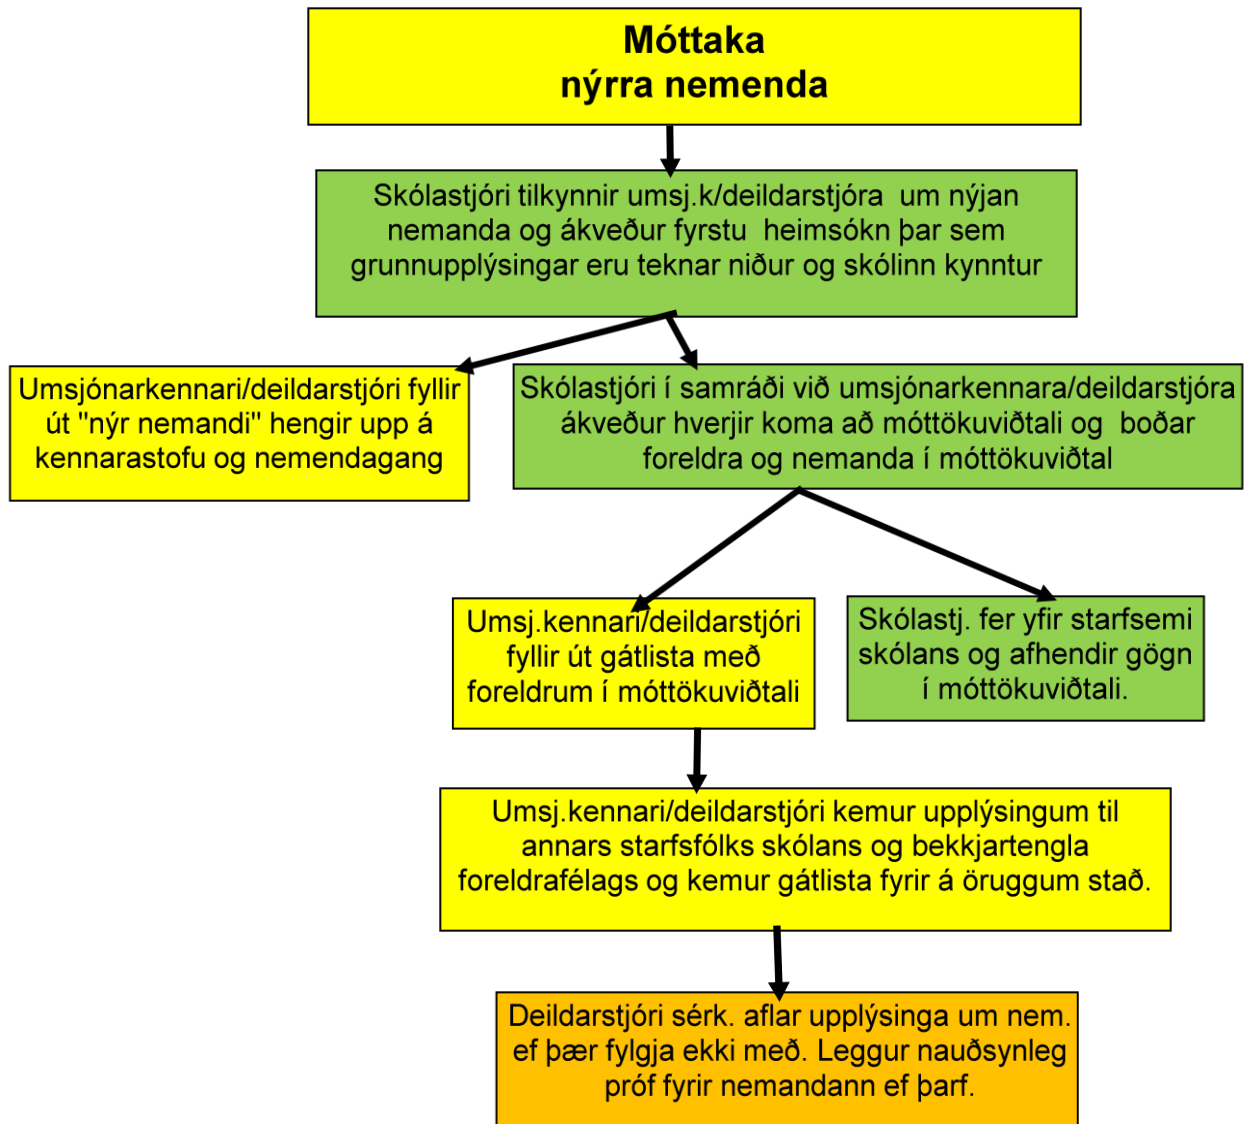 Móttaka
nýrra nemenda
Skólastjóri tilkynnir umsj.k/deildarstjóra um nýjan
nemanda og ákveður fyrstu heimsókn þar sem
grunnupplýsingar eru teknar niður og skólinn kynntur
Umsjónarkennari/deildarstjóri fyllir
út "nýr nemandi" hengir upp á
kennarastofu og nemendagang
Skólastjóri í samráði við umsjónarkennara/deildarstjóra
ákveður hverjir koma að móttökuviðtali og boðar
foreldra og nemanda í móttökuviðtal
Umsj.kennari/deildarstjóri
fyllir út gátlista með
foreldrum í móttökuviðtali
Skólastj. fer yfir starfsemi
skólans og afhendir gögn
í móttökuviðtali.
Umsj.kennari/deildarstjóri kemur upplýsingum til
annars starfsfólks skólans og bekkjartengla
foreldrafélags og kemur gátlista fyrir á öruggum stað.
Deildarstjóri sérk. aflar upplýsinga um nem.
ef þær fylgja ekki með. Leggur nauðsynleg
próf fyrir nemandann ef þarf.